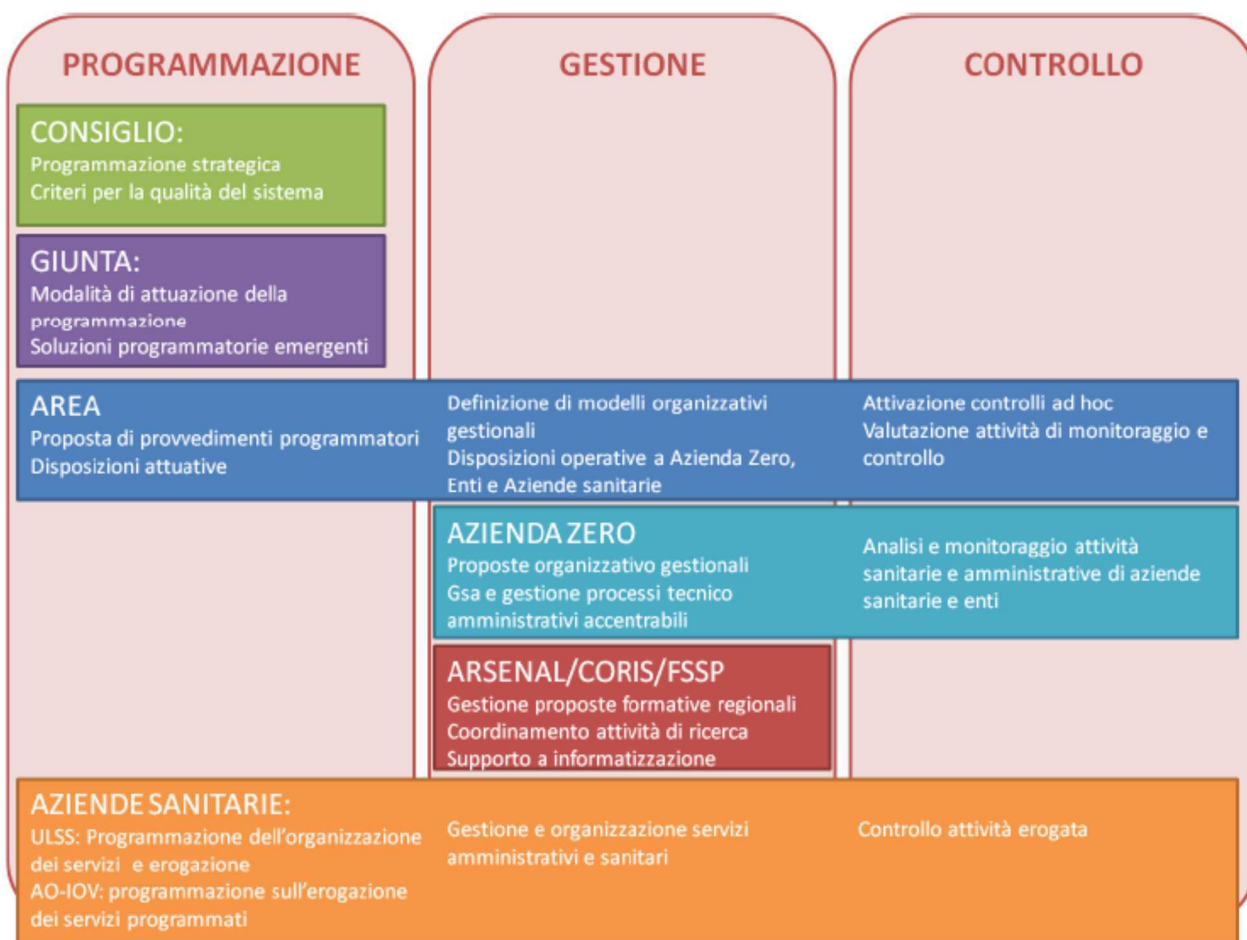 PROGRAMMAZIONE
GESTIONE
CONTROLLO
CONSIGLIO:
Programmazione strategica
Criteri per la qualità del sistema
GIUNTA:
Modalità di attuazione della
programmazione
Soluzioni programmatorie emergenti
AREA
Proposta di provvedimenti programmatori
Disposizioni attuative
Definizione di modelli organizzativi
gestionali
Disposizioni operative a Azienda Zero,
Enti e Aziende sanitarie
Attivazione controlli ad hoc
Valutazione attività di monitoraggio e
controllo
AZIENDA ZERO
Proposte organizzativo gestionali
Gsa e gestione processi tecnico
amministrativi accentrabili
Analisi e monitoraggio attività
sanitarie e amministrative di aziende
sanitarie e enti
ARSENAL/CORIS/FSSP
Gestione proposte formative regionali
Coordinamento attività di ricerca
Supporto a informatizzazione
AZIENDE SANITARIE:
ULSS: Programmazione dell'organizzazione
dei servizi e erogazione
AO-IOV: programmazione sull'erogazione
dei servizi programmati
Gestione e organizzazione servizi
amministrativi e sanitari
Controllo attività erogata